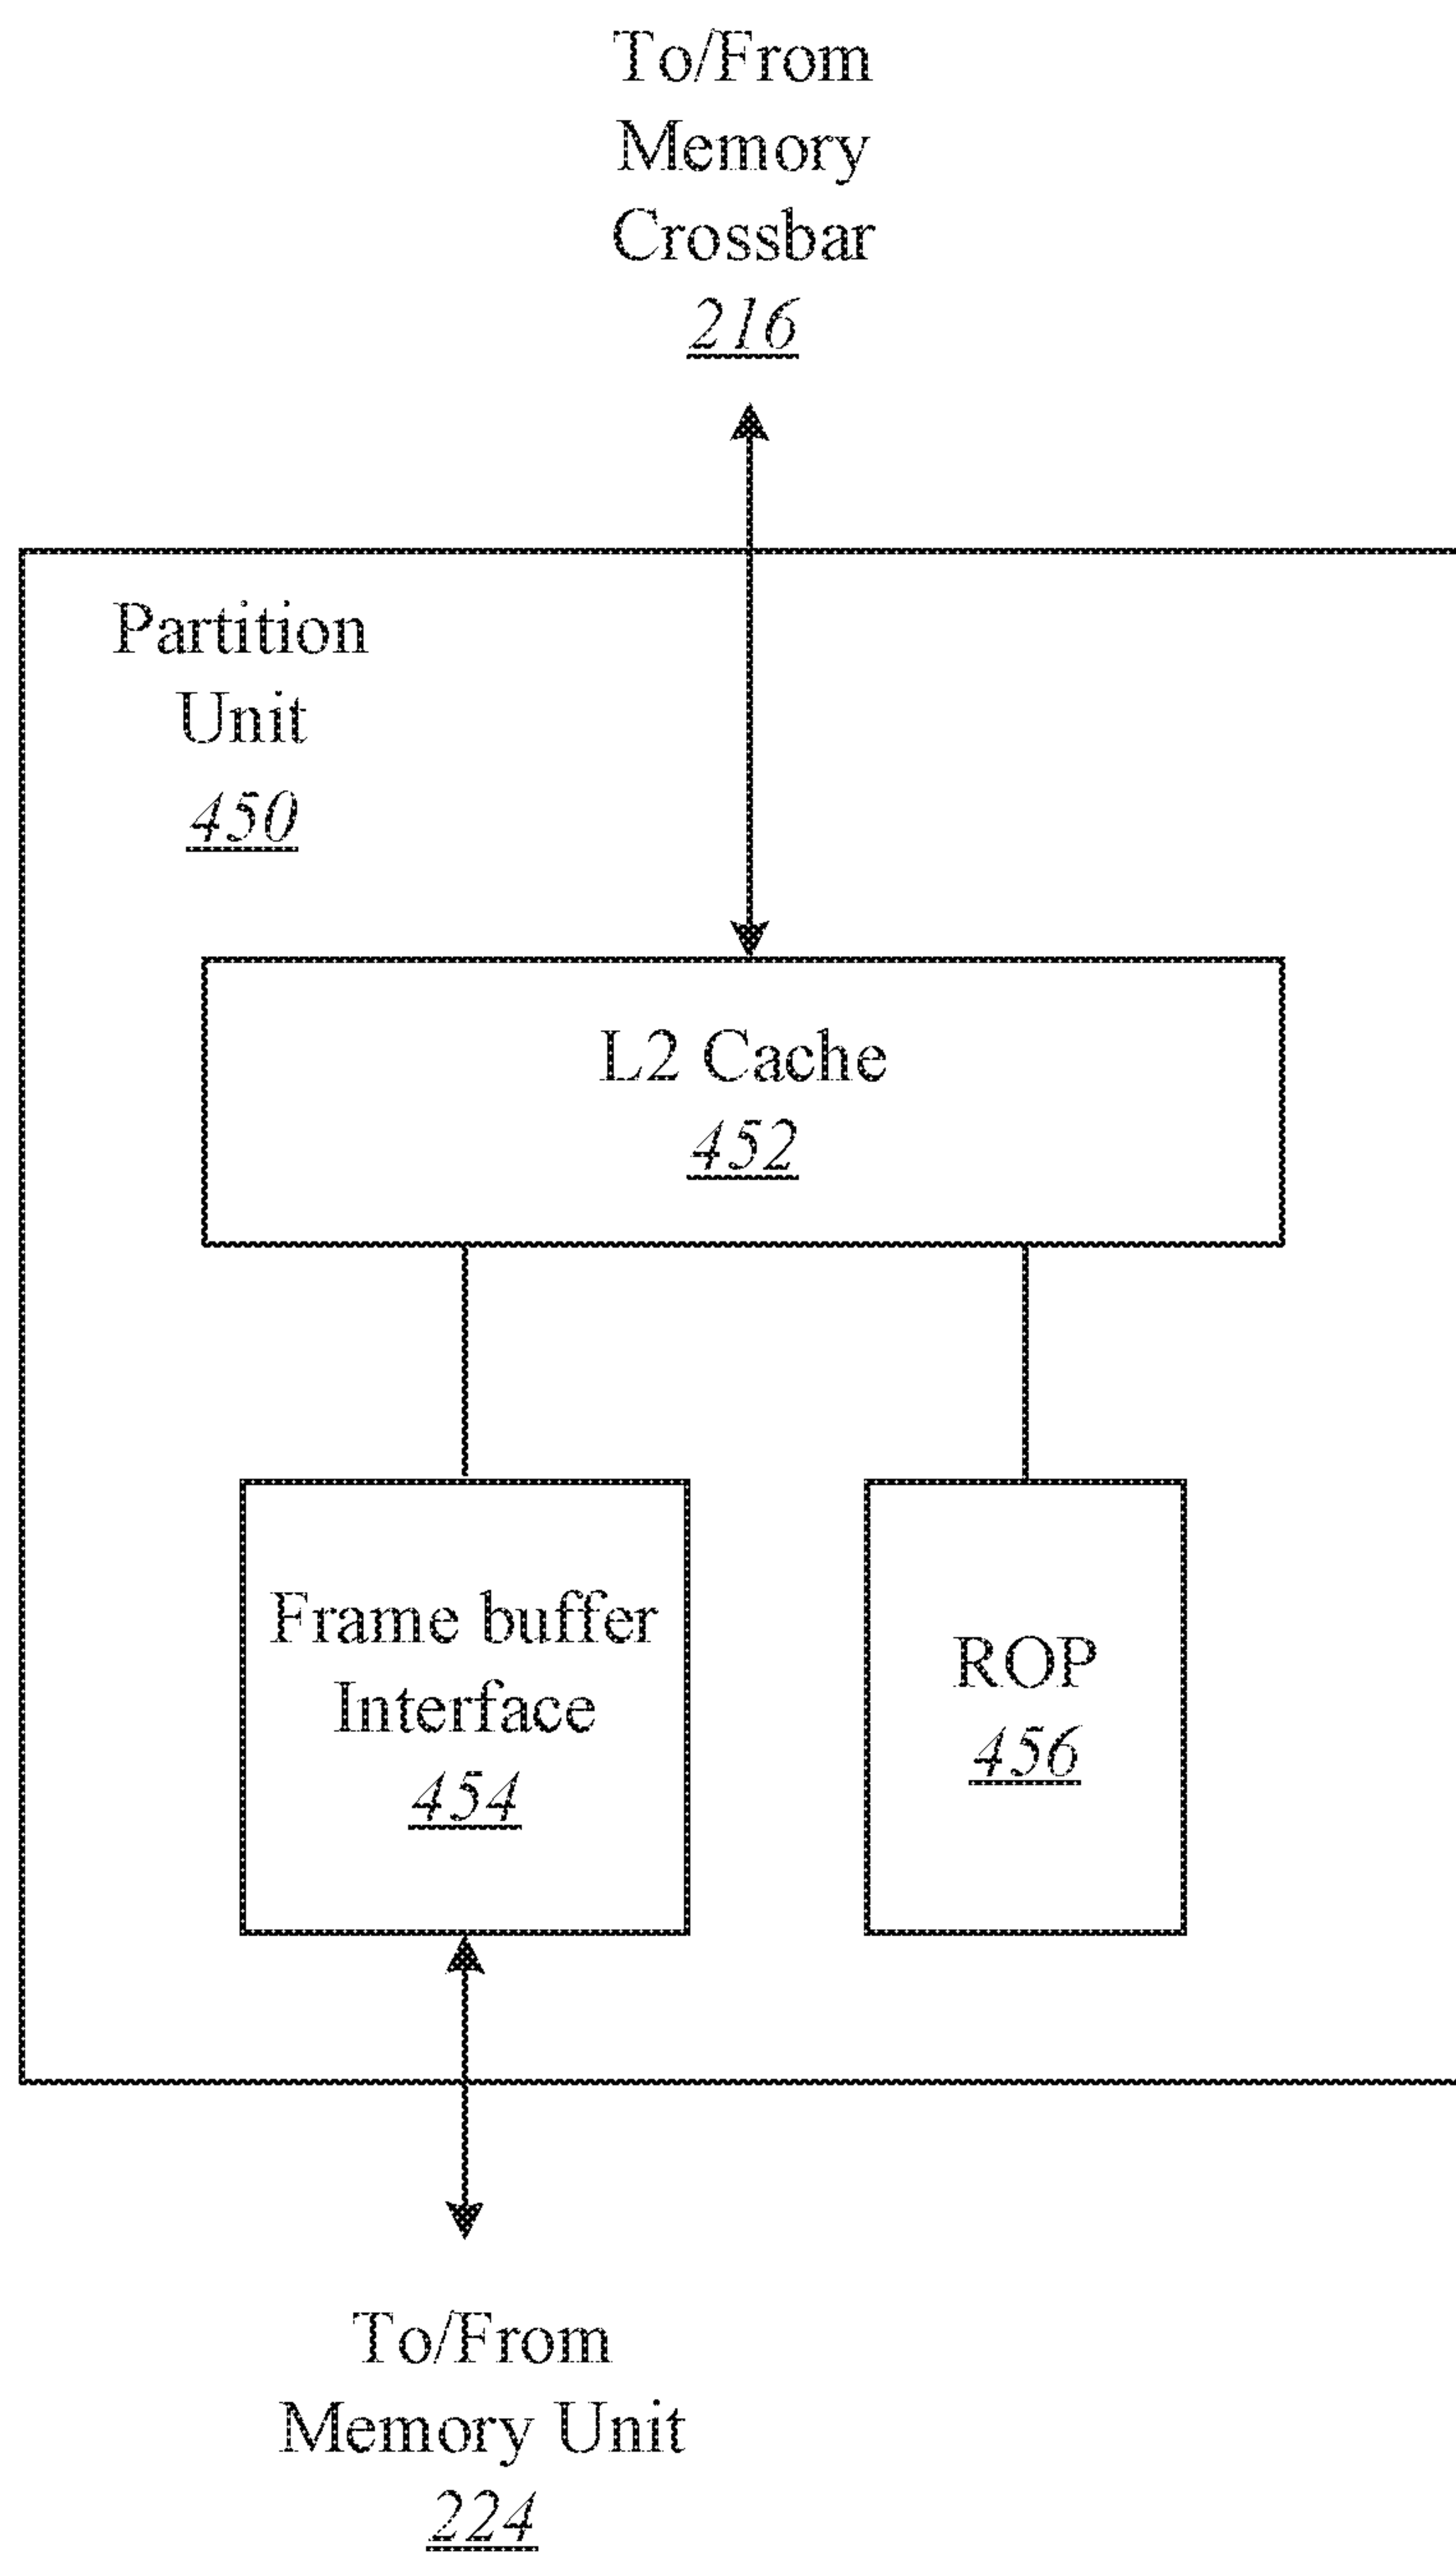 To/From
Memory
Crossbar
216
Partition
Unit
450
L2 Cache
452
Frame buffer
Interface
454
ROP
456
To/From
Memory Unit
224